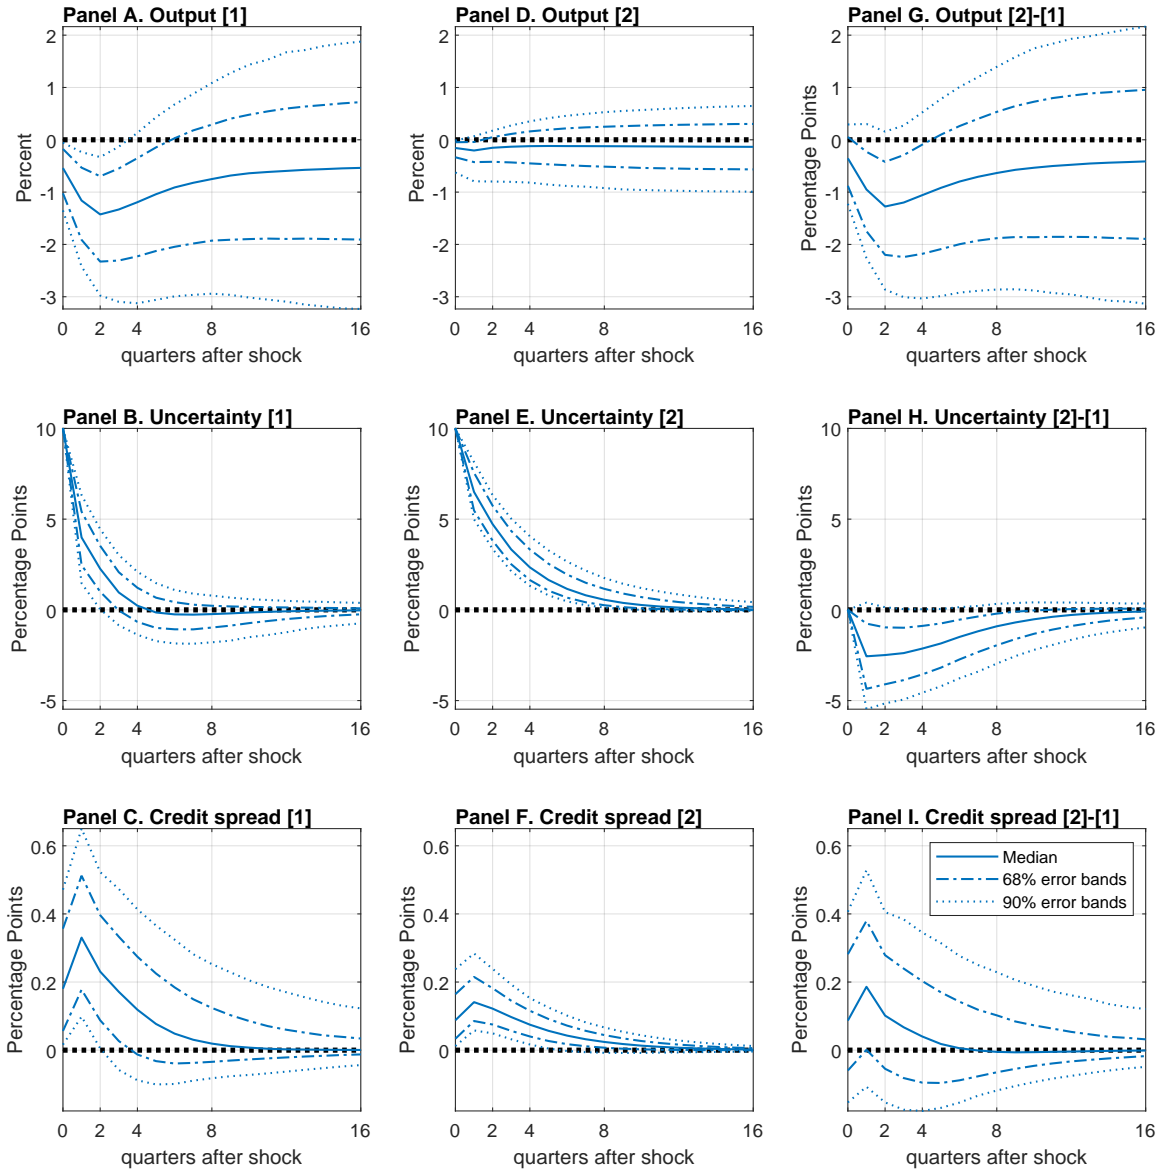 Panel A. Output [1]
Panel D. Output [2]
Panel G. Output [2]-[1]
2
1
0
-1
-2
-3
Percent
0 2 4 8 16
quarters after shock
2
1
0
-1
-2
-3
Percent
0 2 4 8 16
quarters after shock
2
1
0
-1
-2
-3
Percentage Points
0 2 4 8 16
quarters after shock
Panel B. Uncertainty [1]
Panel E. Uncertainty [2]
Panel H. Uncertainty [2]-[1]
10
5
0
-5
Percentage Points
0 2 4 8 16
quarters after shock
10
5
0
-5
Percentage Points
0 2 4 8 16
quarters after shock
10
5
0
-5
Percentage Points
0 2 4 8 16
quarters after shock
Panel C. Credit spread [1]
Panel F. Credit spread [2]
Panel I. Credit spread [2]-[1]
0.6
0.4
0.2
0
Percentage Points
0 2 4 8 16
quarters after shock
0.6
0.4
0.2
0
Percentage Points
0 2 4 8 16
quarters after shock
0.6
0.4
0.2
0
Percentage Points
Median
68% error bands
90% error bands
0 2 4 8 16
quarters after shock